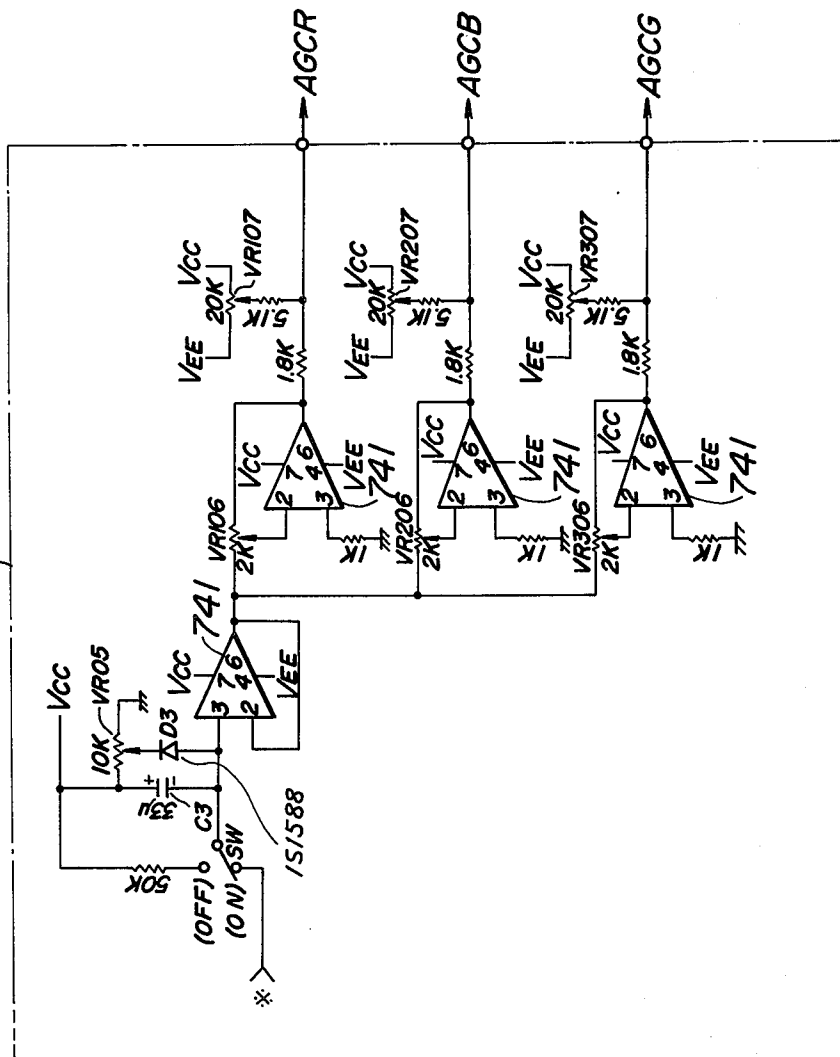 AGCR
AGCB
AGCG
VCC
20K
VR107
VEE
5.1K
1.8K
VCC
20K
VR207
VEE
5.1K
1.8K
VCC
20K
VR307
VEE
5.1K
1.8K
VR106
2K
VCC
2
7
6
3
4
VEE
741
1K
VR206
2K
VCC
2
7
6
3
4
VEE
741
1K
VR306
2K
VCC
2
7
6
3
4
VEE
741
1K
VCC
10K
VR05
D3
33μ
+
-
C3
1S1588
50K
(OFF)
(ON)
SW
※
741
VCC
3
7
6
2
4
VEE